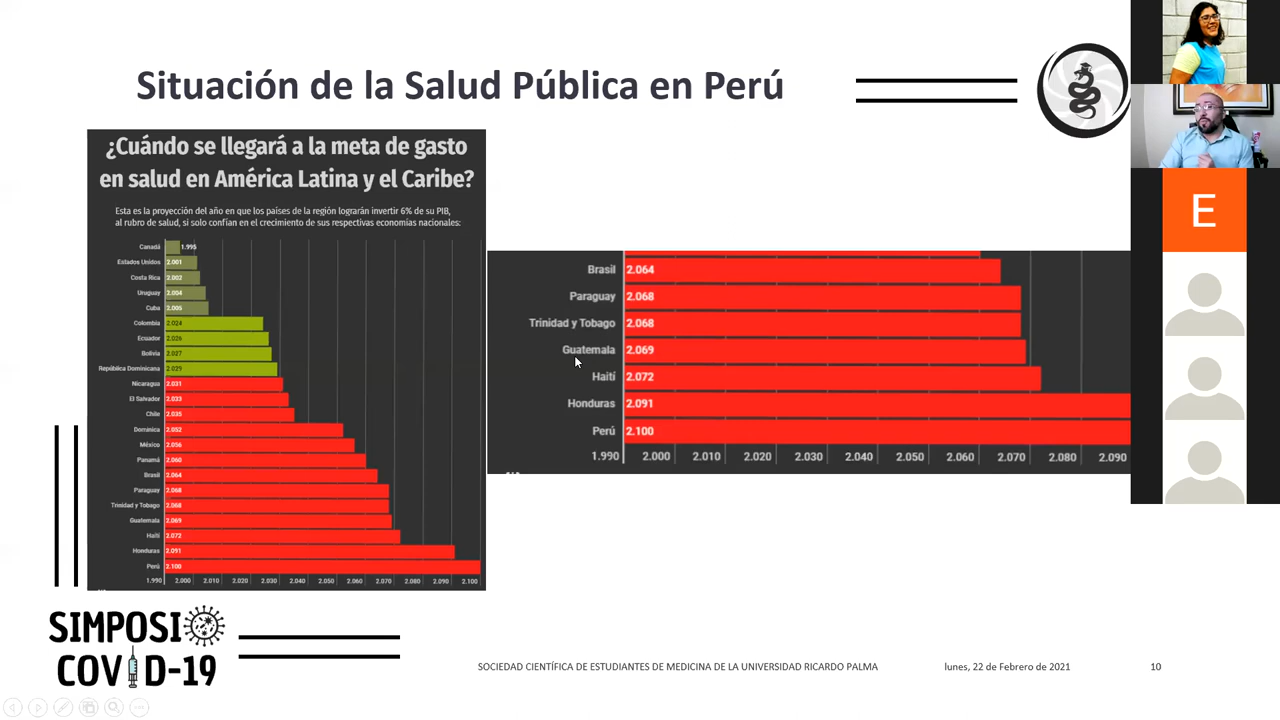 Situación de la Salud Pública en Perú
¿Cuándo se llegará a la meta de gasto
en salud en América Latina y el Caribe?
Esta es la proyección del año en que los países de la región lograrán invertir 6% de su PIB,
al rubro de salud, si solo confían en el crecimiento de sus respectivas economías nacionales:
Canadá 1.995
Estados Unidos 2.001
Costa Rica 2.002
Uruguay 2.004
Cuba 2.005
Colombia 2.024
Ecuador 2.026
Bolivia 2.027
República Dominicana 2.029
Nicaragua 2.031
El Salvador 2.033
Chile 2.035
Dominica 2.052
México 2.056
Panamá 2.060
Brasil 2.064
Paraguay 2.068
Trinidad y Tobago 2.068
Guatemala 2.069
Haití 2.072
Honduras 2.091
Perú 2.100
1.990 2.000 2.010 2.020 2.030 2.040 2.050 2.060 2.070 2.080 2.090 2.100
Brasil 2.064
Paraguay 2.068
Trinidad y Tobago 2.068
Guatemala 2.069
Haití 2.072
Honduras 2.091
Perú 2.100
1.990 2.000 2.010 2.020 2.030 2.040 2.050 2.060 2.070 2.080 2.090
E
SIMPOSIO
COVID-19
SOCIEDAD CIENTÍFICA DE ESTUDIANTES DE MEDICINA DE LA UNIVERSIDAD RICARDO PALMA
lunes, 22 de Febrero de 2021
10